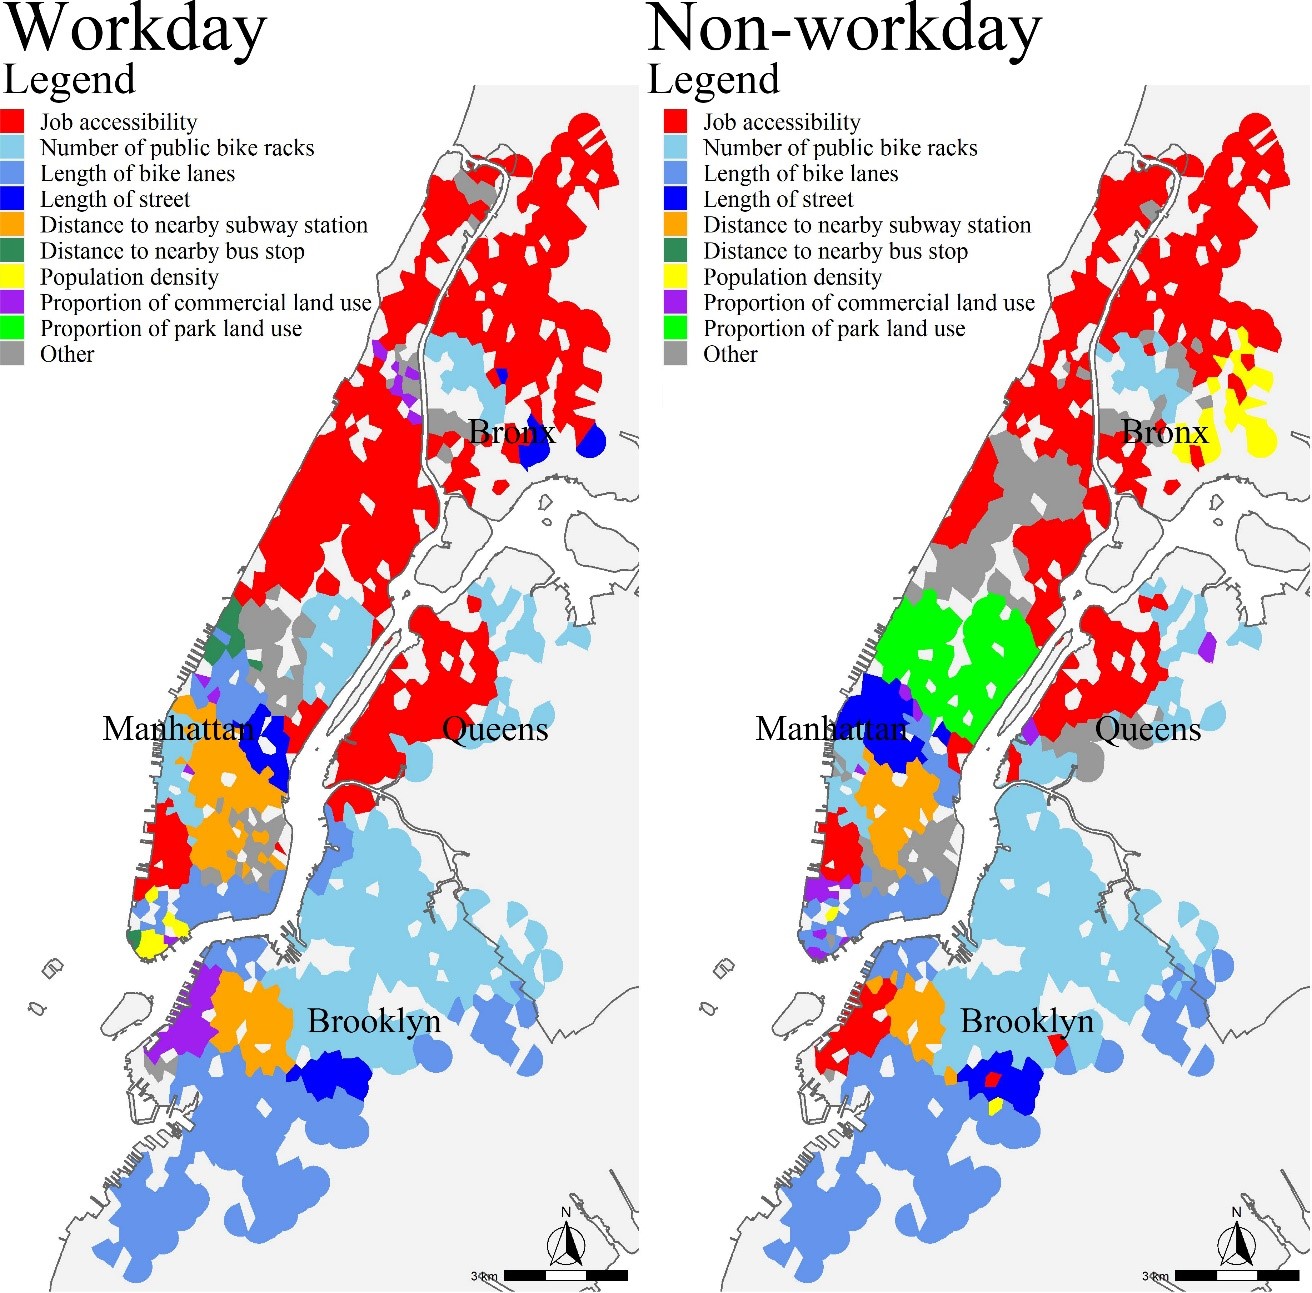 Workday
Legend
Job accessibility
Number of public bike racks
Length of bike lanes
Length of street
Distance to nearby subway station
Distance to nearby bus stop
Population density
Proportion of commercial land use
Proportion of park land use
Other
Bronx
Manhattan
Queens
Brooklyn
N
3 km
Non-workday
Legend
Job accessibility
Number of public bike racks
Length of bike lanes
Length of street
Distance to nearby subway station
Distance to nearby bus stop
Population density
Proportion of commercial land use
Proportion of park land use
Other
Bronx
Manhattan
Queens
Brooklyn
N
3 km